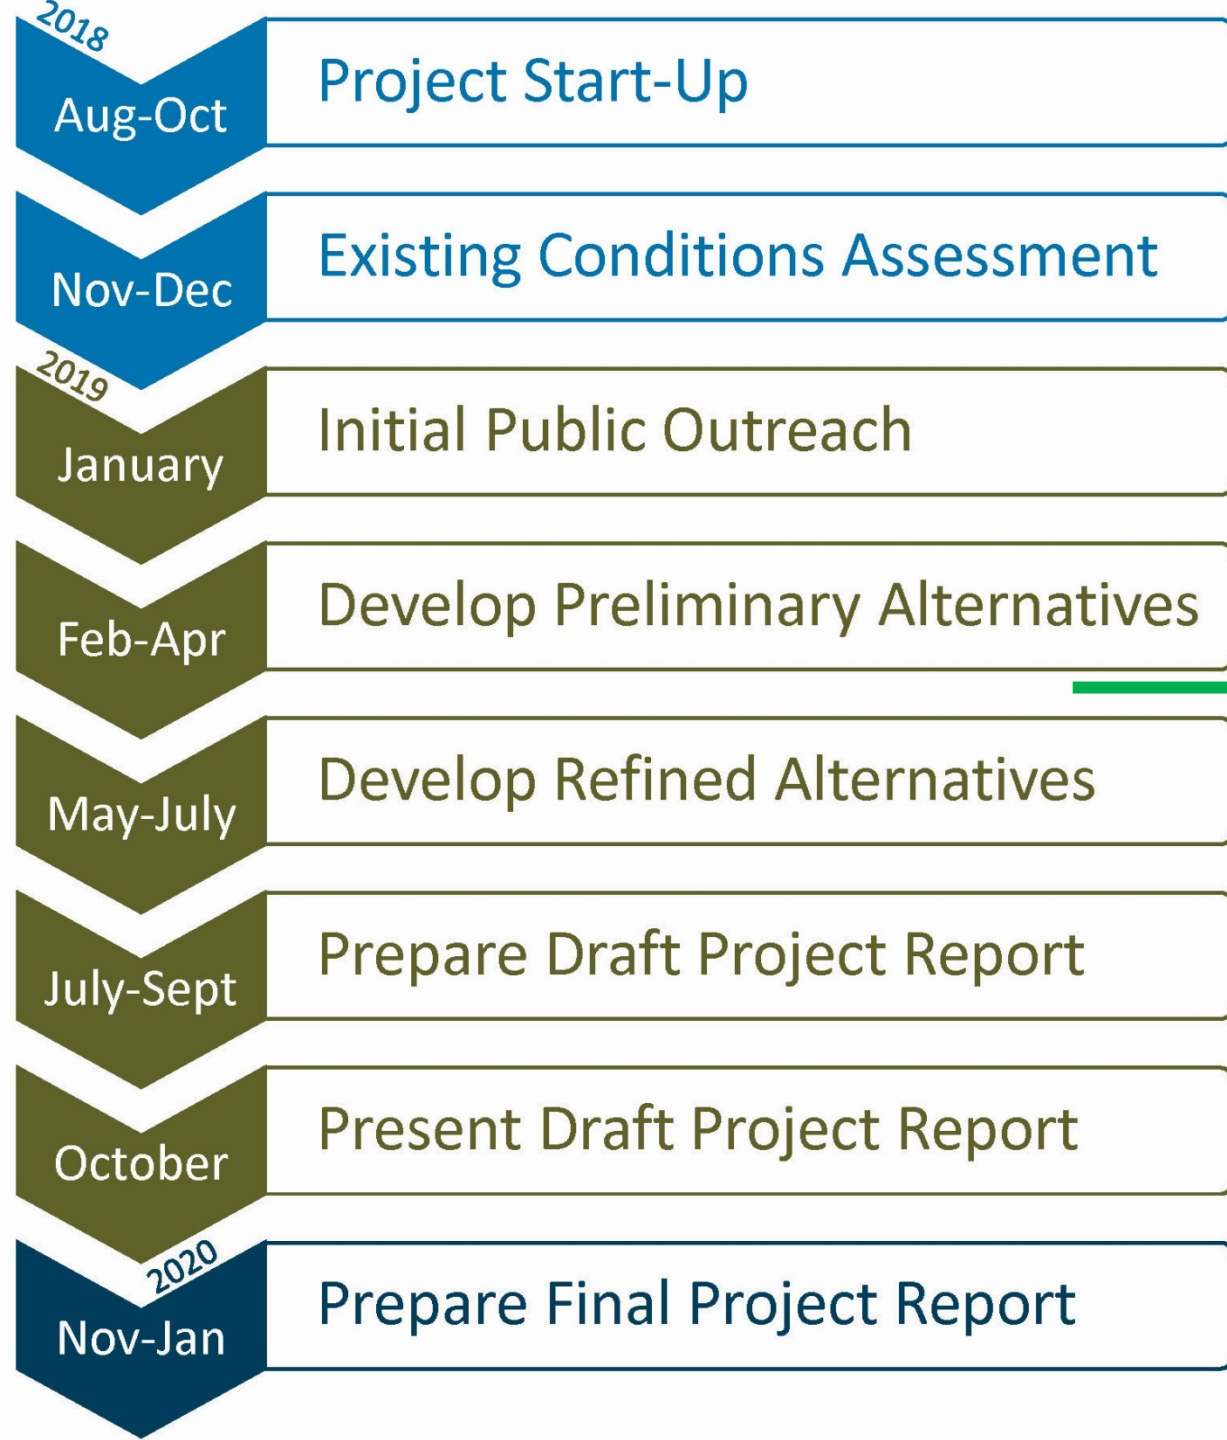 2018
Aug-Oct
Project Start-Up
Nov-Dec
Existing Conditions Assessment
2019
January
Initial Public Outreach
Feb-Apr
Develop Preliminary Alternatives
May-July
Develop Refined Alternatives
July-Sept
Prepare Draft Project Report
October
Present Draft Project Report
2020
Nov-Jan
Prepare Final Project Report